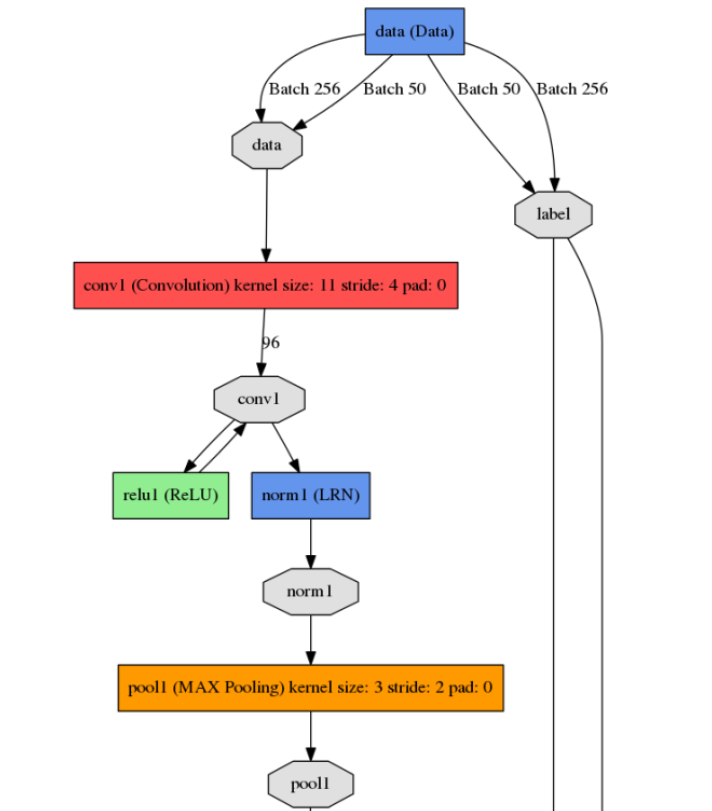 data (Data)
Batch 256
Batch 50
Batch 50
Batch 256
data
label
conv1 (Convolution) kernel size: 11 stride: 4 pad: 0
96
conv1
relu1 (ReLU)
norm1 (LRN)
norm1
pool1 (MAX Pooling) kernel size: 3 stride: 2 pad: 0
pool1